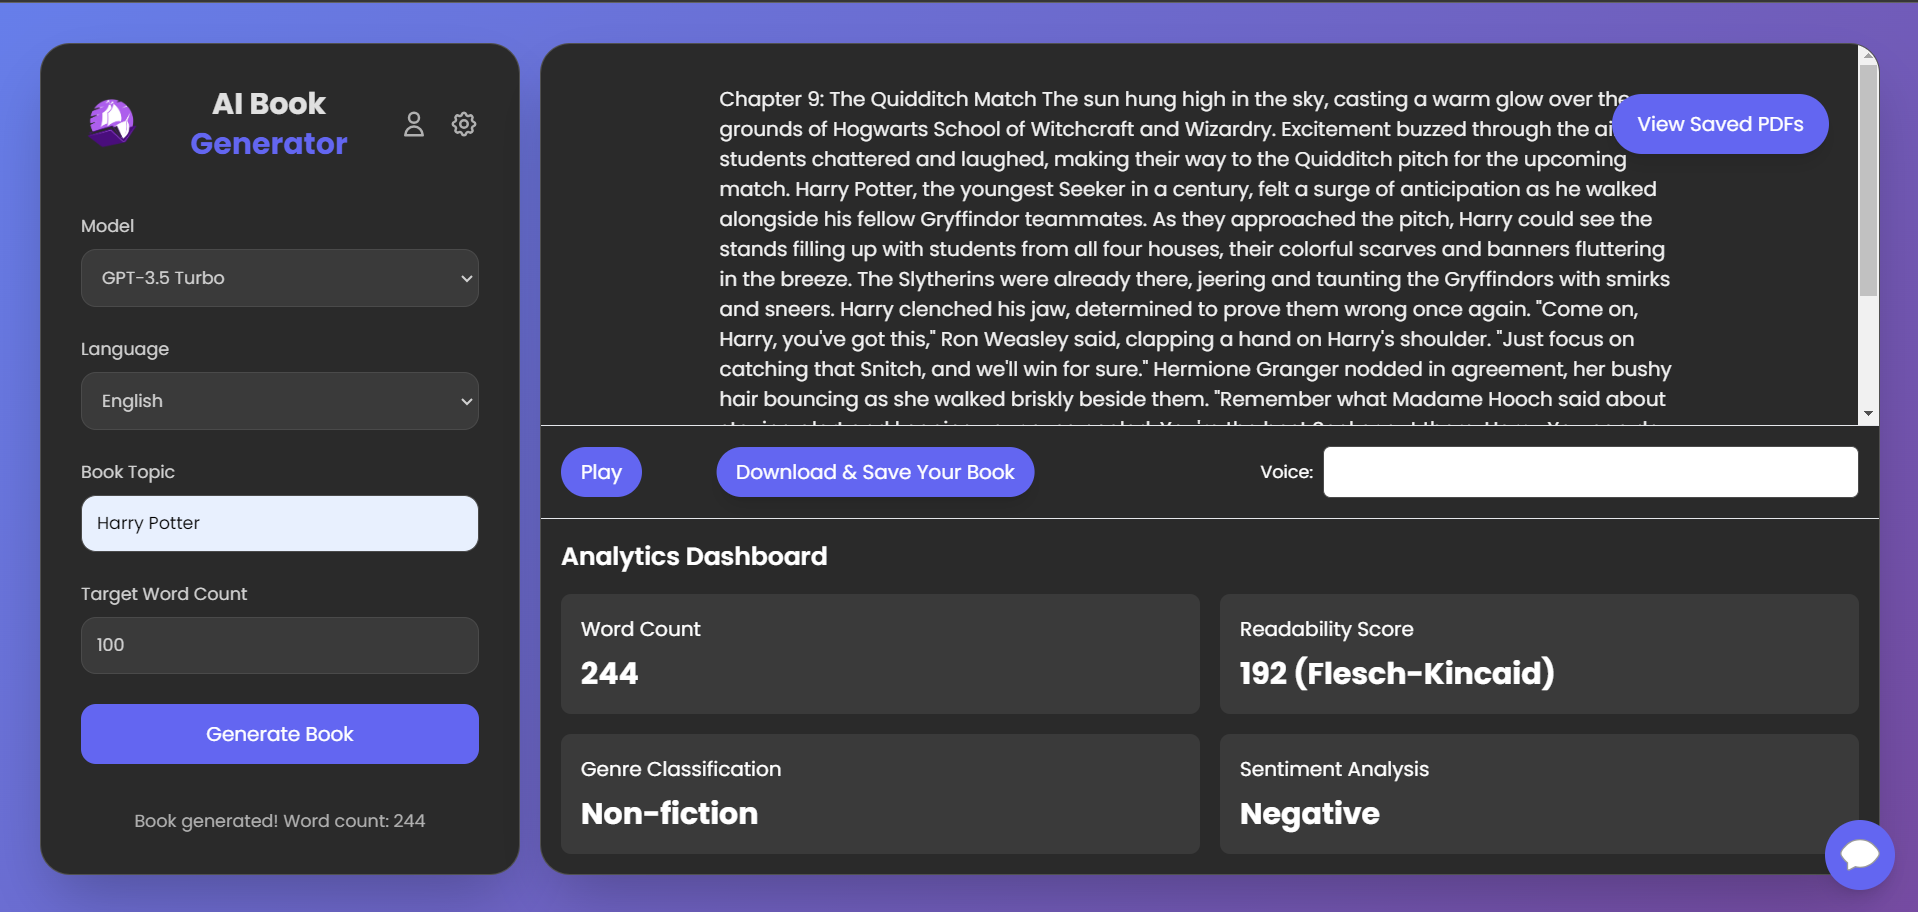 AI Book
Generator
Model
GPT-3.5 Turbo
Language
English
Book Topic
Harry Potter
Target Word Count
100
Generate Book
Book generated! Word count: 244
Chapter 9: The Quidditch Match The sun hung high in the sky, casting a warm glow over the
grounds of Hogwarts School of Witchcraft and Wizardry. Excitement buzzed through the
students chattered and laughed, making their way to the Quidditch pitch for the upcoming
match. Harry Potter, the youngest Seeker in a century, felt a surge of anticipation as he walked
alongside his fellow Gryffindor teammates. As they approached the pitch, Harry could see the
stands filling up with students from all four houses, their colorful scarves and banners fluttering
in the breeze. The Slytherins were already there, jeering and taunting the Gryffindors with smirks
and sneers. Harry clenched his jaw, determined to prove them wrong once again. "Come on,
Harry, you've got this," Ron Weasley said, clapping a hand on Harry's shoulder. "Just focus on
catching that Snitch, and we'll win for sure." Hermione Granger nodded in agreement, her bushy
hair bouncing as she walked briskly beside them. "Remember what Madame Hooch said about
View Saved PDFs
Play
Download & Save Your Book
Voice:
Analytics Dashboard
Word Count
244
Readability Score
192 (Flesch-Kincaid)
Genre Classification
Non-fiction
Sentiment Analysis
Negative